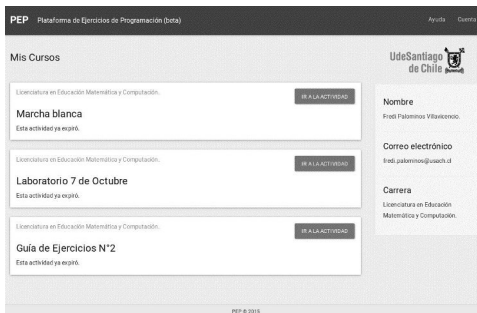 PEP Plataforma de Ejercicios de Programación (beta)
Ayuda Cuenta
Mis Cursos
Licenciatura en Educación Matemática y Computación.
IR A LA ACTIVIDAD
Marcha blanca
Esta actividad ya expiró.
Licenciatura en Educación Matemática y Computación.
IR A LA ACTIVIDAD
Laboratorio 7 de Octubre
Esta actividad ya expiró.
Licenciatura en Educación Matemática y Computación.
IR A LA ACTIVIDAD
Guía de Ejercicios N°2
Esta actividad ya expiró.
UdeSantiago
de Chile
Nombre
Fredi Palominos Villavicencio.
Correo electrónico
fredi.palominos@usach.cl
Carrera
Licenciatura en Educación
Matemática y Computación.
PEP © 2015